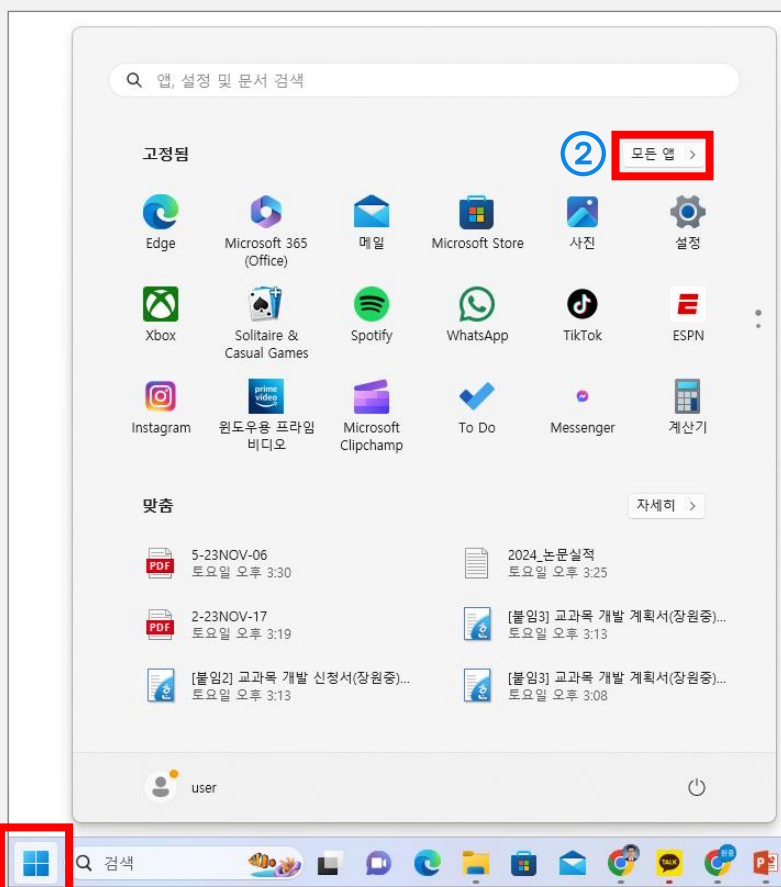 앱, 설정 및 문서 검색
고정됨
2
모든 앱 >
Edge
Microsoft 365
(Office)
메일
Microsoft Store
사진
설정
Xbox
Solitaire &
Casual Games
Spotify
WhatsApp
TikTok
ESPN
prime
video
Instagram
윈도우용 프라임
비디오
Microsoft
Clipchamp
To Do
Messenger
계산기
맞춤
자세히 >
PDF
5-23NOV-06
토요일 오후 3:30
2024_논문실적
토요일 오후 3:25
PDF
2-23NOV-17
토요일 오후 3:19
[붙임3] 교과목 개발 계획서(장원중)...
토요일 오후 3:13
[붙임2] 교과목 개발 신청서(장원중)...
토요일 오후 3:13
[붙임3] 교과목 개발 계획서(장원중)...
토요일 오후 3:08
user
검색
TALK
원중
P